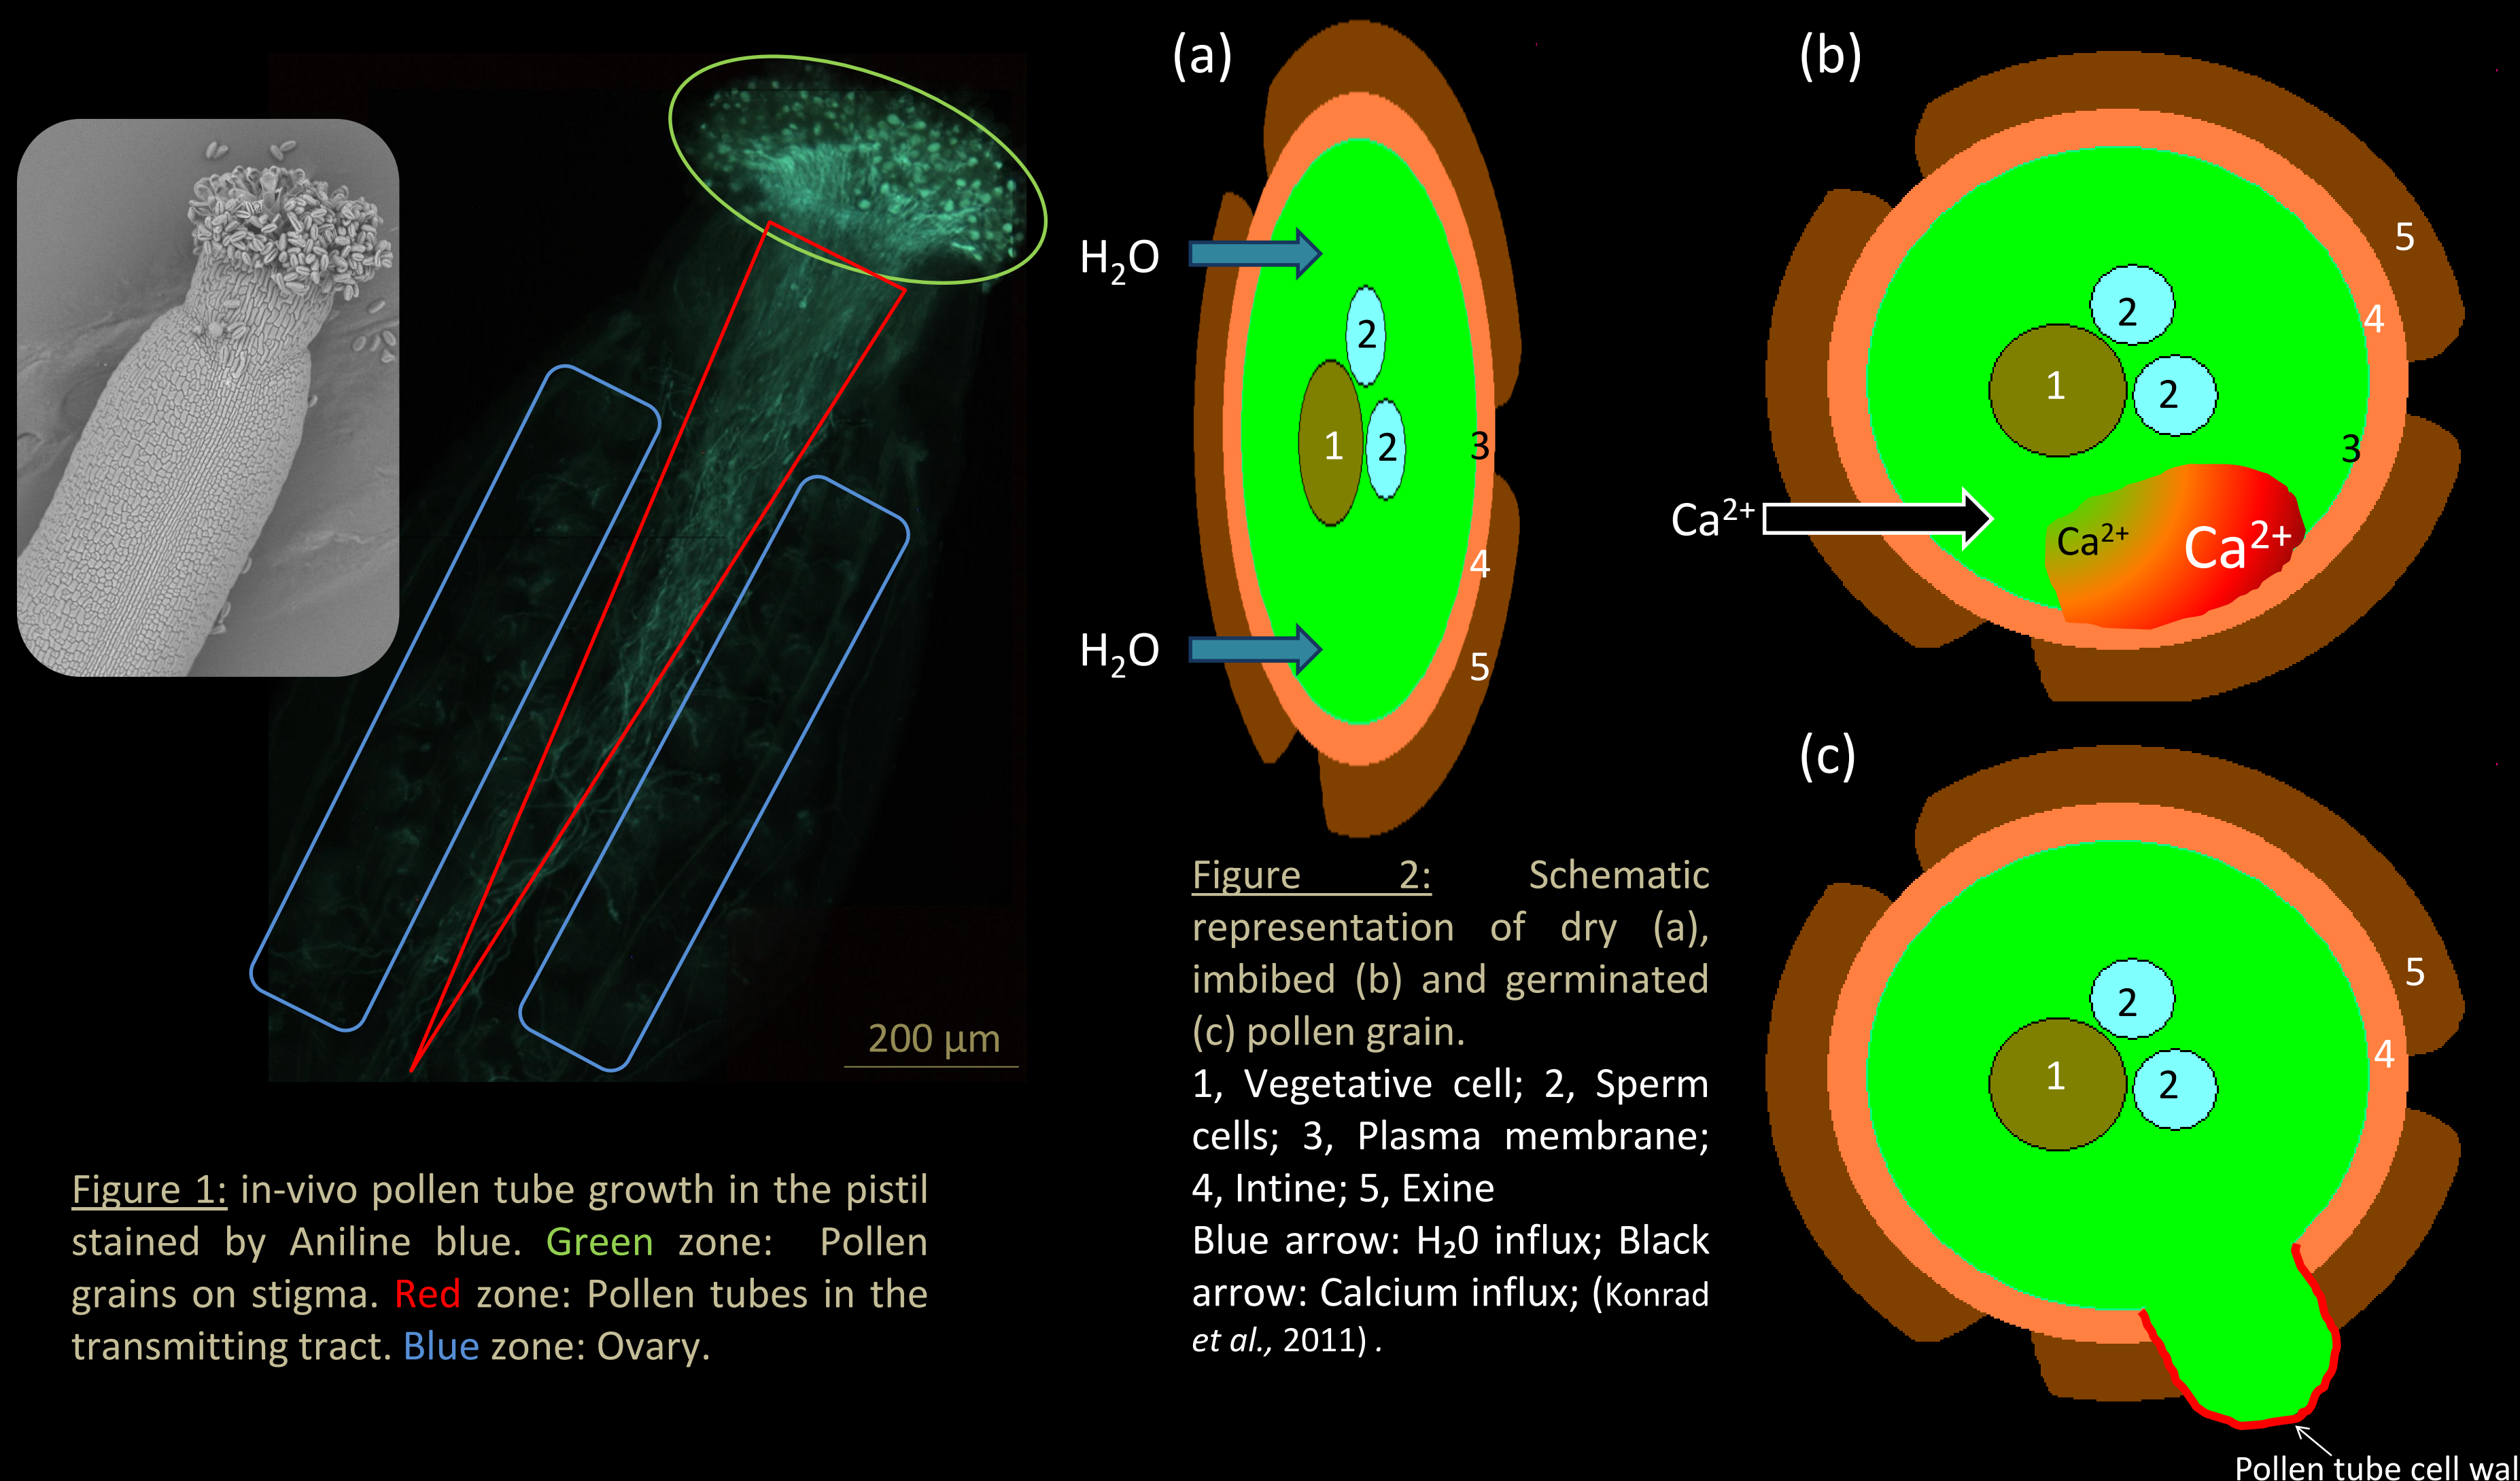 200 µm
Figure 1: in-vivo pollen tube growth in the pistil
stained by Aniline blue. Green zone: Pollen
grains on stigma. Red zone: Pollen tubes in the
transmitting tract. Blue zone: Ovary.
(a)
H₂O
2
1
2
3
H₂O
4
5
Figure 2: Schematic
representation of dry (a),
imbibed (b) and germinated
(c) pollen grain.
1, Vegetative cell; 2, Sperm
cells; 3, Plasma membrane;
4, Intine; 5, Exine
Blue arrow: H₂0 influx; Black
arrow: Calcium influx; (Konrad
et al., 2011) .
(b)
5
2
4
1
2
3
Ca²⁺
Ca²⁺
Ca²⁺
(c)
5
2
4
1
2
Pollen tube cell wal